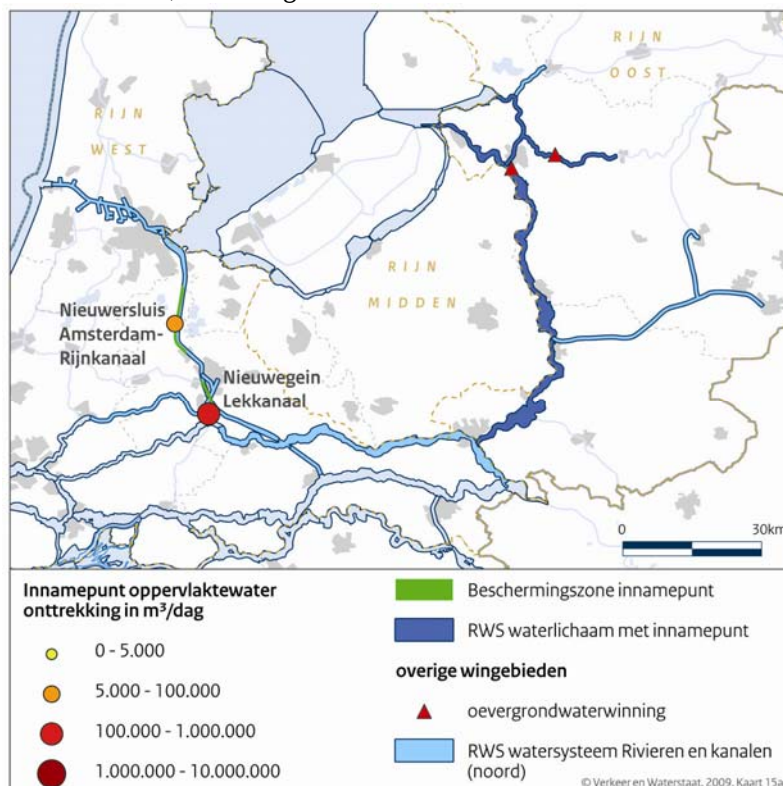 RIJN
OOST
RIJN
WEST
RIJN
MIDDEN
Nieuwersluis
Amsterdam-
Rijnkanaal
Nieuwegein
Lekkanaal
0 30km
Innamepunt oppervlaktewater
onttrekking in m³/dag
0 - 5.000
5.000 - 100.000
100.000 - 1.000.000
1.000.000 - 10.000.000
Beschermingszone innamepunt
RWS waterlichaam met innamepunt
overige wingebieden
oevergrondwaterwinning
RWS watersysteem Rivieren en kanalen
(noord)
© Verkeer en Waterstaat, 2009, Kaart 15a